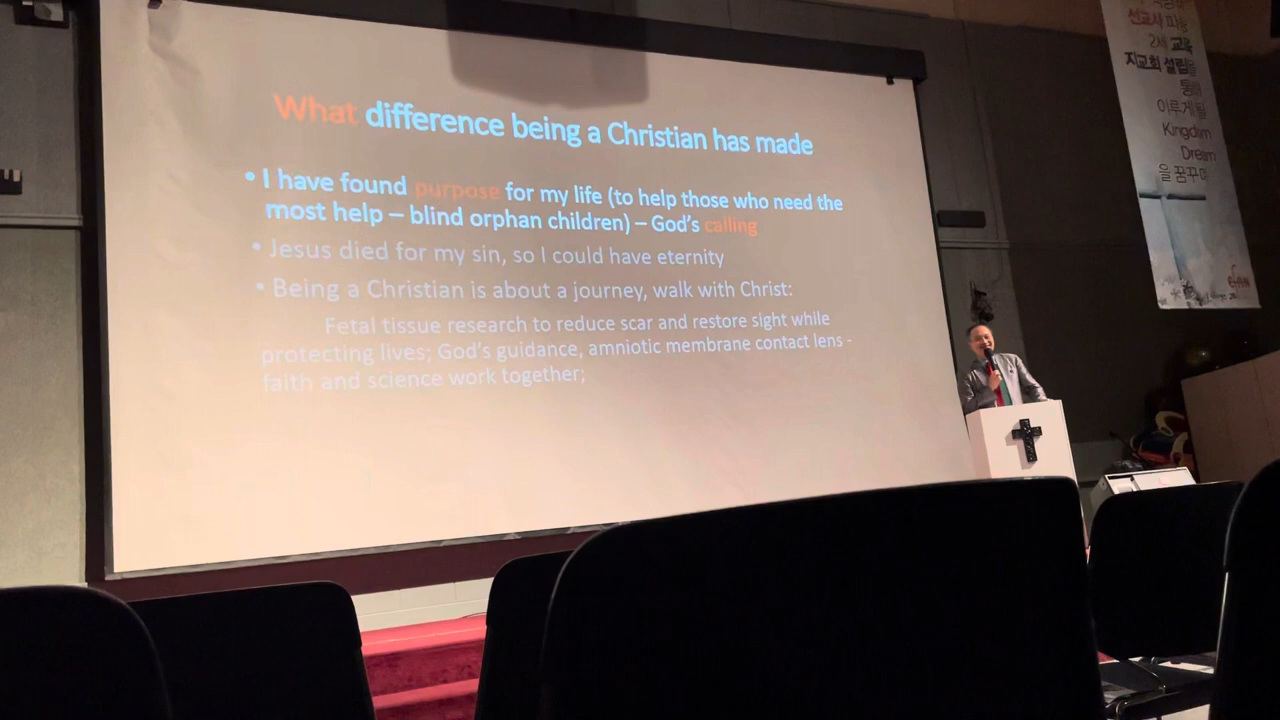 What difference being a Christian has made
• I have found purpose for my life (to help those who need the
most help – blind orphan children) – God's calling
• Jesus died for my sin, so I could have eternity
• Being a Christian is about a journey, walk with Christ:
Fetal tissue research to reduce scar and restore sight while
protecting lives; God's guidance, amniotic membrane contact lens -
faith and science work together;
선교사 파송
2세 교육
지교회 설립을
통해
이루게될
Kingdom
Dream
을 꿈꾸며